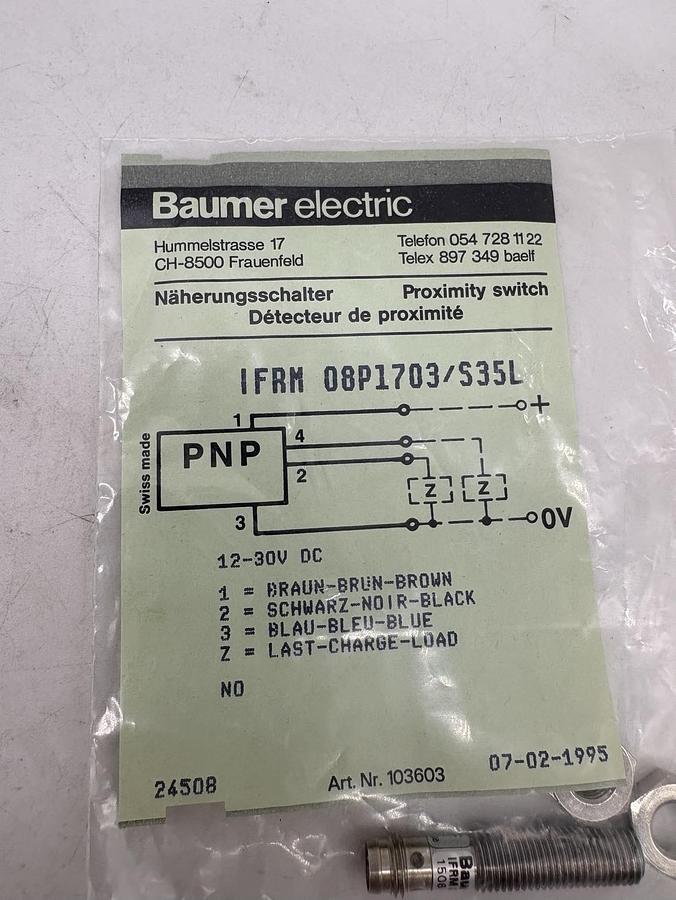 Baumer electric
Hummelstrasse 17
CH-8500 Frauenfeld
Telefon 054 728 11 22
Telex 897 349 baelf
Näherungsschalter Proximity switch
Détecteur de proximité
IFRM 08P1703/S35L
1
+
Swiss made
PNP
4
2
Z Z
3
0V
12-30V DC
1 = BRAUN-BRUN-BROWN
2 = SCHWARZ-NOIR-BLACK
3 = BLAU-BLEU-BLUE
Z = LAST-CHARGE-LOAD
NO
24508
Art. Nr. 103603
07-02-1995
Bau
IFRM
1506